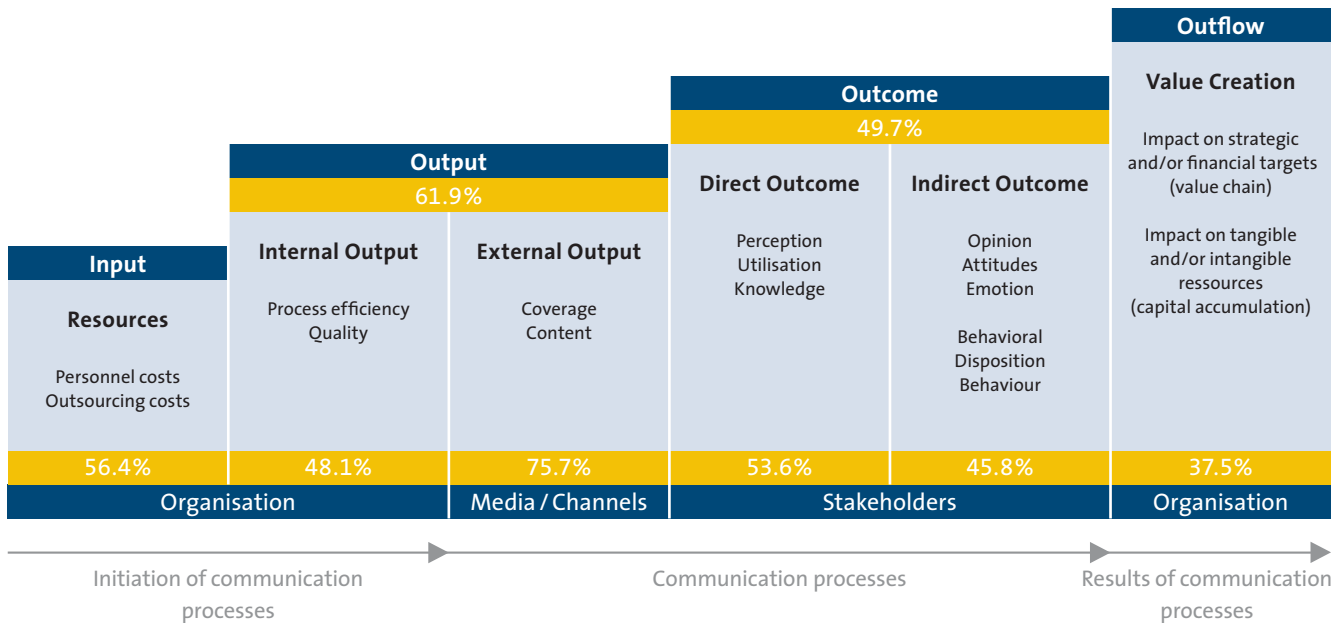 Outflow
Value Creation
Impact on strategic
and/or financial targets
(value chain)
Impact on tangible
and/or intangible
ressources
(capital accumulation)
Outcome
49.7%
Direct Outcome
Perception
Utilisation
Knowledge
Indirect Outcome
Opinion
Attitudes
Emotion
Behavioral
Disposition
Behaviour
Output
61.9%
Internal Output
Process efficiency
Quality
External Output
Coverage
Content
Input
Resources
Personnel costs
Outsourcing costs
56.4%
48.1%
75.7%
53.6%
45.8%
37.5%
Organisation
Media / Channels
Stakeholders
Organisation
Initiation of communication
processes
Communication processes
Results of communication
processes